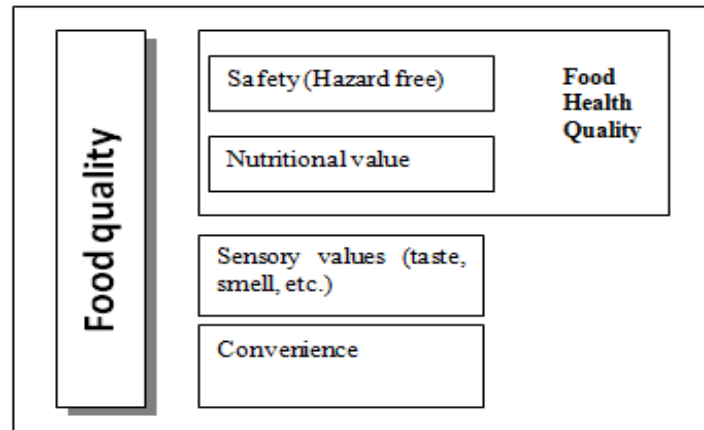 Food quality
Safety (Hazard free)
Food
Health
Quality
Nutritional value
Sensory values (taste,
smell, etc.)
Convenience